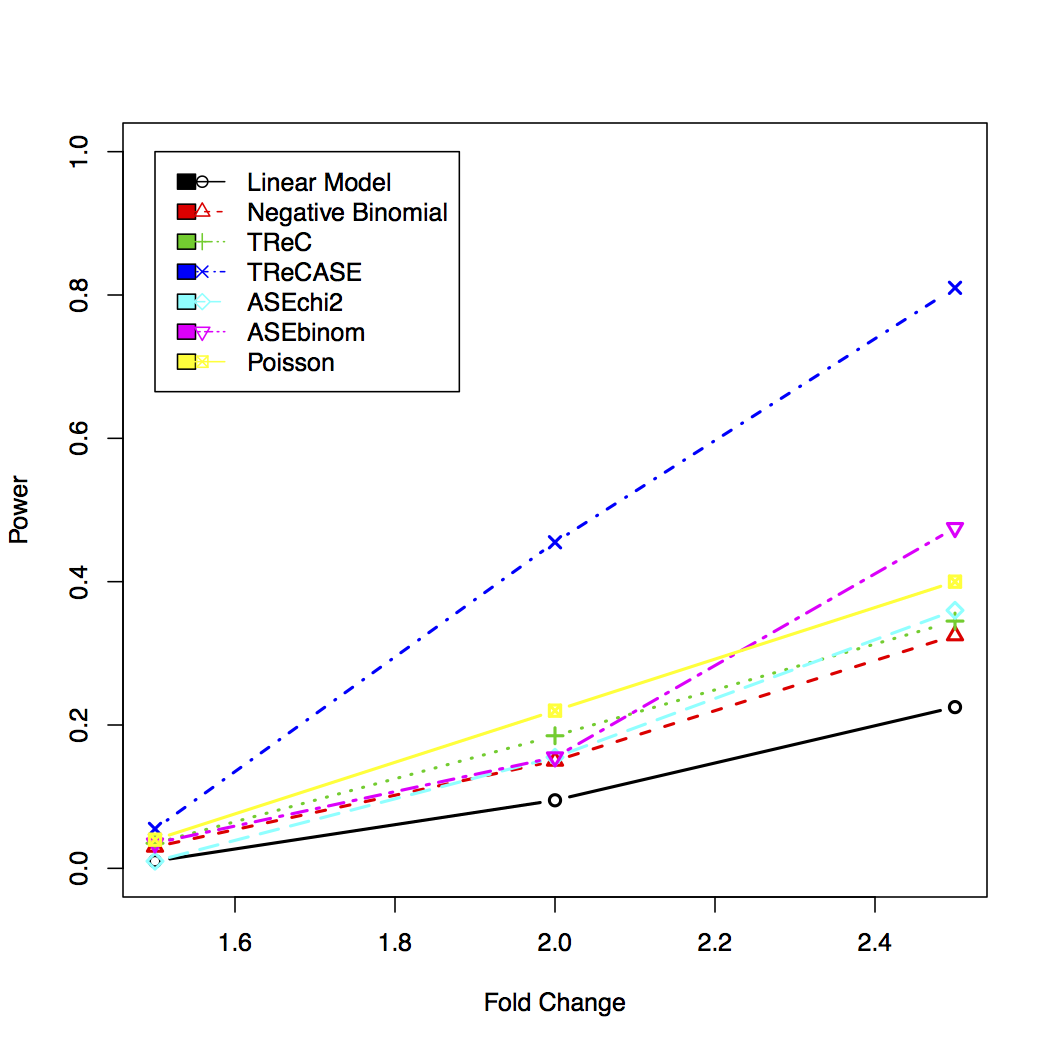 1.0
0.8
0.6
0.4
0.2
0.0
Power
Linear Model
Negative Binomial
TReC
TReCASE
ASEchi2
ASEbinom
Poisson
1.6 1.8 2.0 2.2 2.4
Fold Change